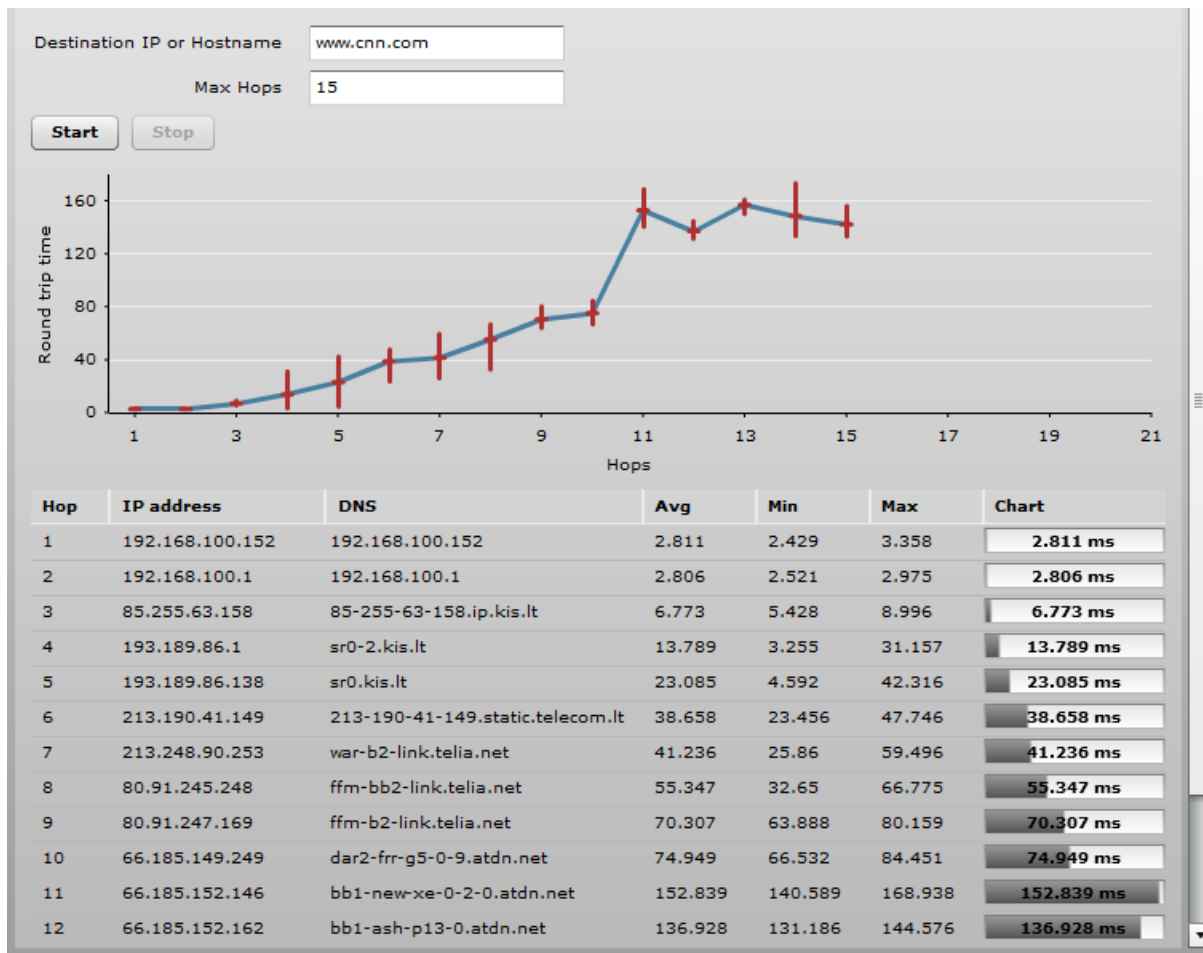 Destination IP or Hostname www.cnn.com
Max Hops 15
Start Stop
Round trip time
160
120
80
40
0
1 3 5 7 9 11 13 15 17 19 21
Hops
Hop IP address DNS Avg Min Max Chart
1 192.168.100.152 192.168.100.152 2.811 2.429 3.358 2.811 ms
2 192.168.100.1 192.168.100.1 2.806 2.521 2.975 2.806 ms
3 85.255.63.158 85-255-63-158.ip.kis.lt 6.773 5.428 8.996 6.773 ms
4 193.189.86.1 sr0-2.kis.lt 13.789 3.255 31.157 13.789 ms
5 193.189.86.138 sr0.kis.lt 23.085 4.592 42.316 23.085 ms
6 213.190.41.149 213-190-41-149.static.telecom.lt 38.658 23.456 47.746 38.658 ms
7 213.248.90.253 war-b2-link.telia.net 41.236 25.86 59.496 41.236 ms
8 80.91.245.248 ffm-bb2-link.telia.net 55.347 32.65 66.775 55.347 ms
9 80.91.247.169 ffm-b2-link.telia.net 70.307 63.888 80.159 70.307 ms
10 66.185.149.249 dar2-frr-g5-0-9.atdn.net 74.949 66.532 84.451 74.949 ms
11 66.185.152.146 bb1-new-xe-0-2-0.atdn.net 152.839 140.589 168.938 152.839 ms
12 66.185.152.162 bb1-ash-p13-0.atdn.net 136.928 131.186 144.576 136.928 ms